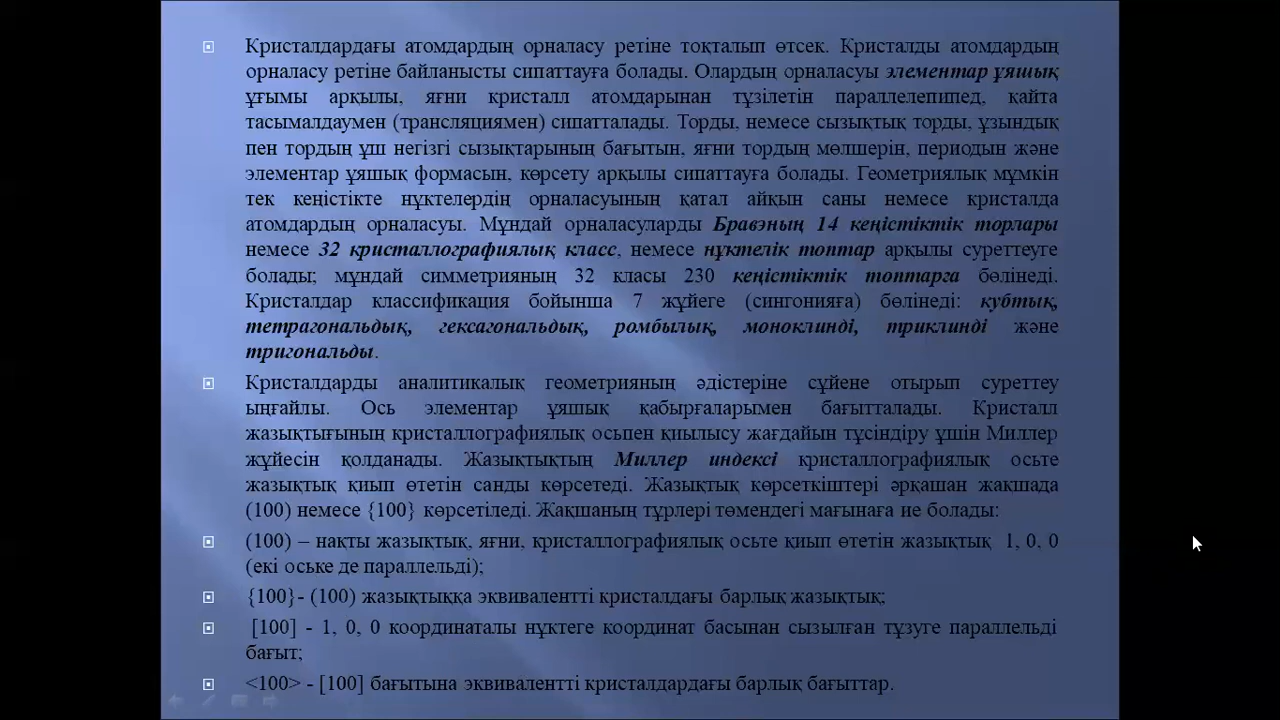 Кристалдардағы атомдардың орналасу ретіне тоқталып өтсек. Кристалды атомдардың
орналасу ретіне байланысты сипаттауға болады. Олардың орналасуы элементар ұяшық
ұғымы арқылы, яғни кристалл атомдарынан түзілетін параллелепипед, қайта
тасымалдаумен (трансляциямен) сипатталады. Торды, немесе сызықтық торды, ұзындық
пен тордың үш негізгі сызықтарының бағытын, яғни тордың мөлшерін, периодын және
элементар ұяшық формасын, көрсету арқылы сипаттауға болады. Геометриялық мүмкін
тек кеңістікте нүктелердің орналасуының қатал айқын саны немесе кристалда
атомдардың орналасуы. Мұндай орналасуларды Бравэның 14 кеңістіктік торлары
немесе 32 кристаллографиялық класс, немесе нүктелік топтар арқылы суреттеуге
болады; мұндай симметрияның 32 класы 230 кеңістіктік топтарға бөлінеді.
Кристалдар классификация бойынша 7 жүйеге (сингонияға) бөлінеді: кубтық,
тетрагональдық, гексагональдық, ромбылық, моноклинді, триклинді және
тригональды.
Кристалдарды аналитикалық геометрияның әдістеріне сүйене отырып суреттеу
ыңғайлы. Ось элементар ұяшық қабырғаларымен бағытталады. Кристалл
жазықтығының кристаллографиялық осьпен қиылысу жағдайын түсіндіру үшін Миллер
жүйесін қолданады. Жазықтықтың Миллер индексі кристаллографиялық осьте
жазықтық қиып өтетін санды көрсетеді. Жазықтық көрсеткіштері әрқашан жақшада
(100) немесе {100} көрсетіледі. Жақшаның түрлері төмендегі мағынаға ие болады:
(100) – нақты жазықтық, яғни, кристаллографиялық осьте қиып өтетін жазықтық 1, 0, 0
(екі оське де параллельді);
{100}- (100) жазықтыққа эквивалентті кристалдағы барлық жазықтық;
[100] - 1, 0, 0 координаталы нүктеге координат басынан сызылған түзуге параллельді
бағыт;
<100> - [100] бағытына эквивалентті кристалдардағы барлық бағыттар.